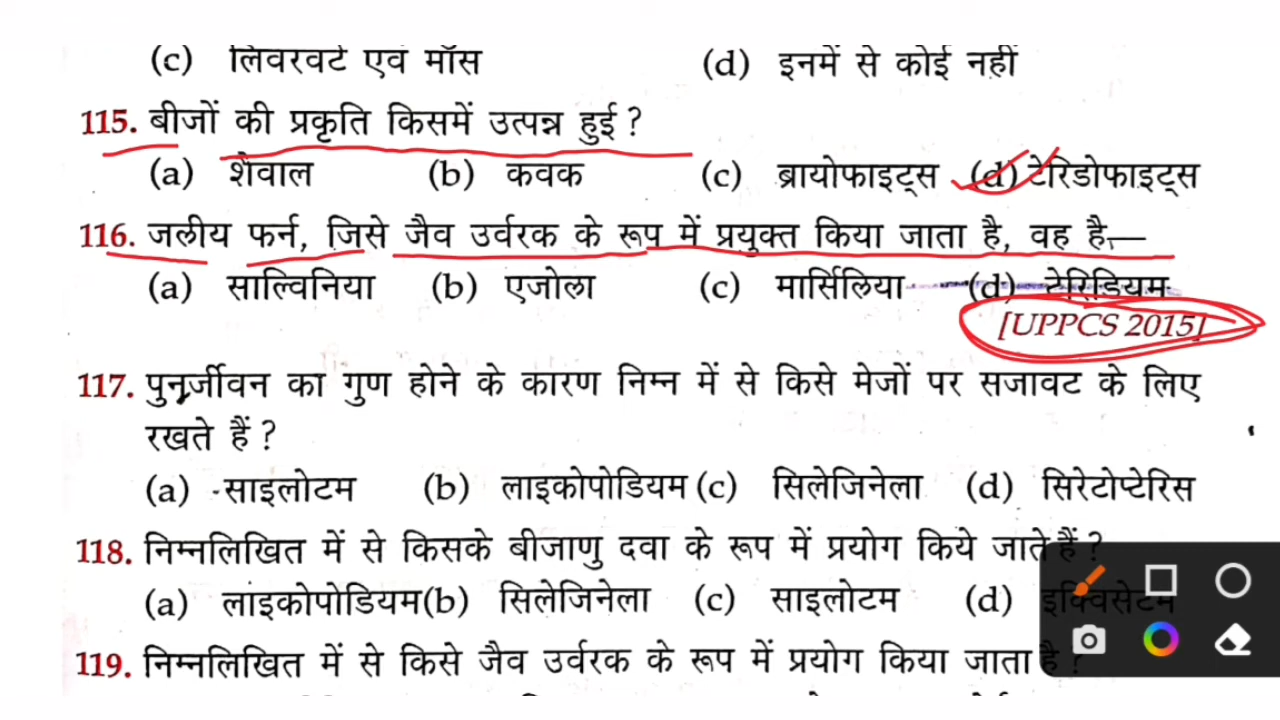 (c) लिवरवर्ट एवं मॉस (d) इनमें से कोई नहीं
115. बीजों की प्रकृति किसमें उत्पन्न हुई ?
(a) शैवाल (b) कवक (c) ब्रायोफाइट्स (d) टेरिडोफाइट्स
116. जलीय फर्न, जिसे जैव उर्वरक के रूप में प्रयुक्त किया जाता है, वह है—
(a) साल्विनिया (b) एजोला (c) मार्सिलिया (d) टेरिडियम
[UPPCS 2015]
117. पुनर्जीवन का गुण होने के कारण निम्न में से किसे मेजों पर सजावट के लिए
रखते हैं ?
(a) साइलोटम (b) लाइकोपोडियम (c) सिलेजिनेला (d) सिरेटोप्टेरिस
118. निम्नलिखित में से किसके बीजाणु दवा के रूप में प्रयोग किये जाते हैं ?
(a) लाइकोपोडियम (b) सिलेजिनेला (c) साइलोटम (d) इक्विसेटम
119. निम्नलिखित में से किसे जैव उर्वरक के रूप में प्रयोग किया जाता है ?